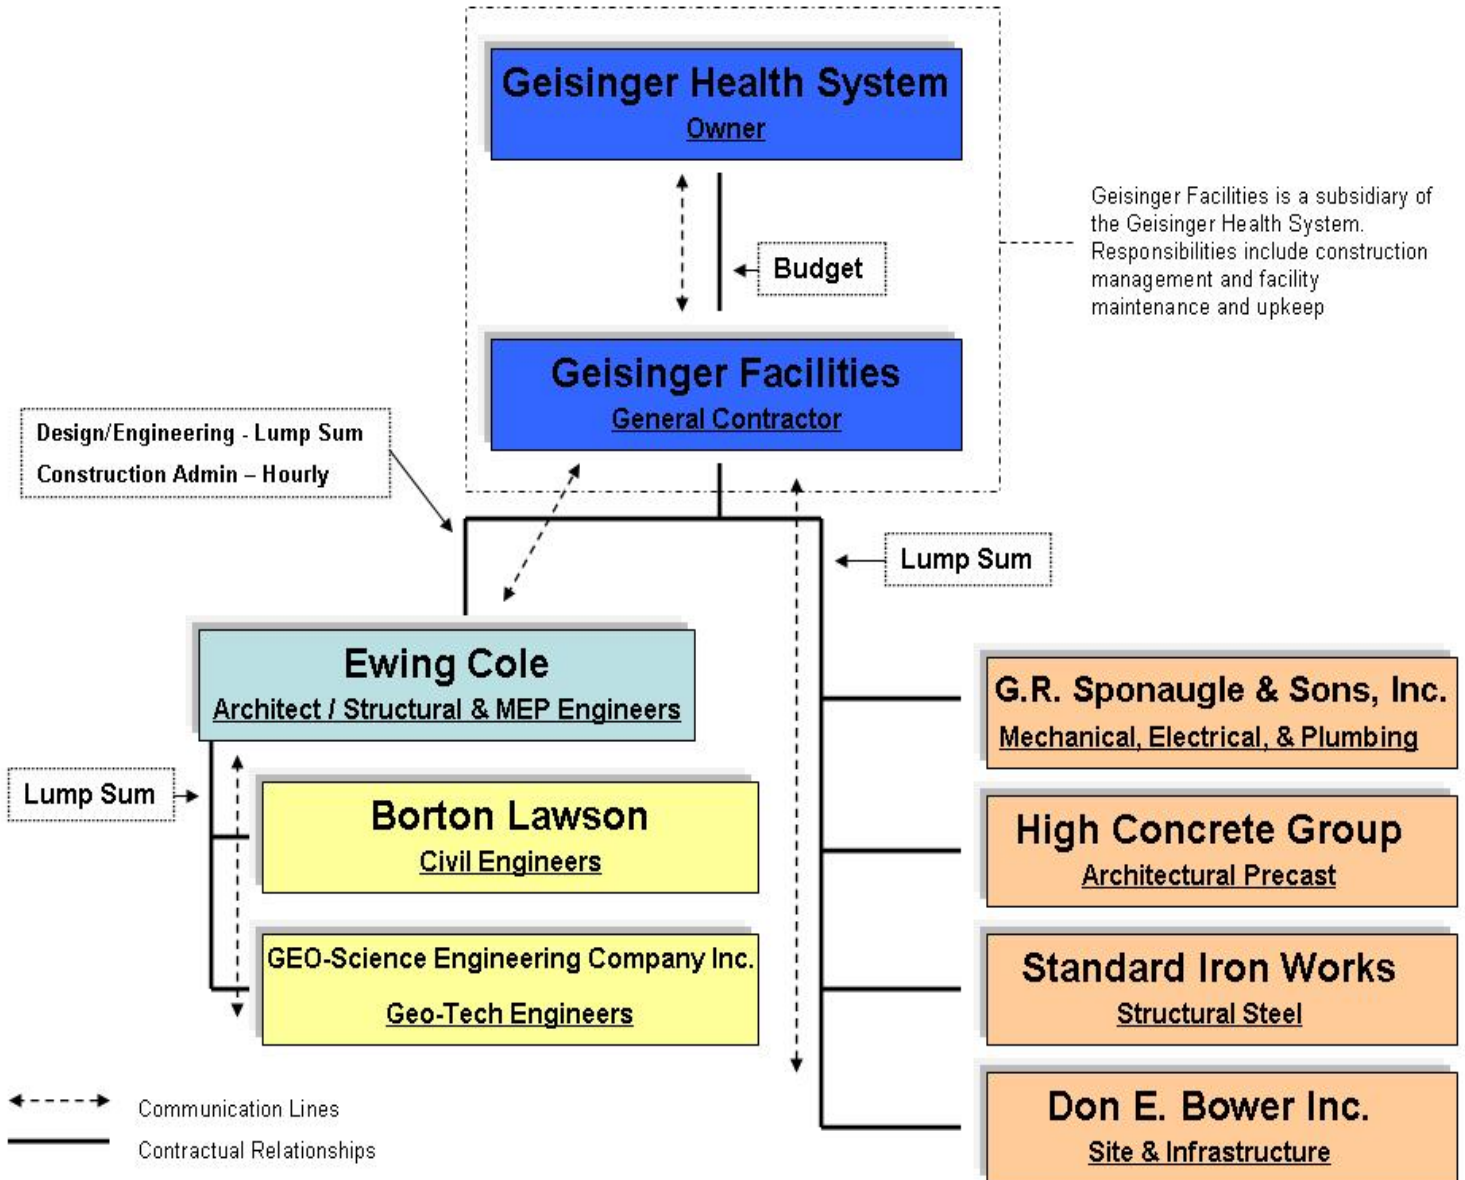 Geisinger Health System
Owner
Budget
Geisinger Facilities is a subsidiary of
the Geisinger Health System.
Responsibilities include construction
management and facility
maintenance and upkeep
Geisinger Facilities
General Contractor
Design/Engineering - Lump Sum
Construction Admin – Hourly
Lump Sum
Ewing Cole
Architect / Structural & MEP Engineers
Lump Sum
Borton Lawson
Civil Engineers
GEO-Science Engineering Company Inc.
Geo-Tech Engineers
G.R. Sponaugle & Sons, Inc.
Mechanical, Electrical, & Plumbing
High Concrete Group
Architectural Precast
Standard Iron Works
Structural Steel
Don E. Bower Inc.
Site & Infrastructure
Communication Lines
Contractual Relationships